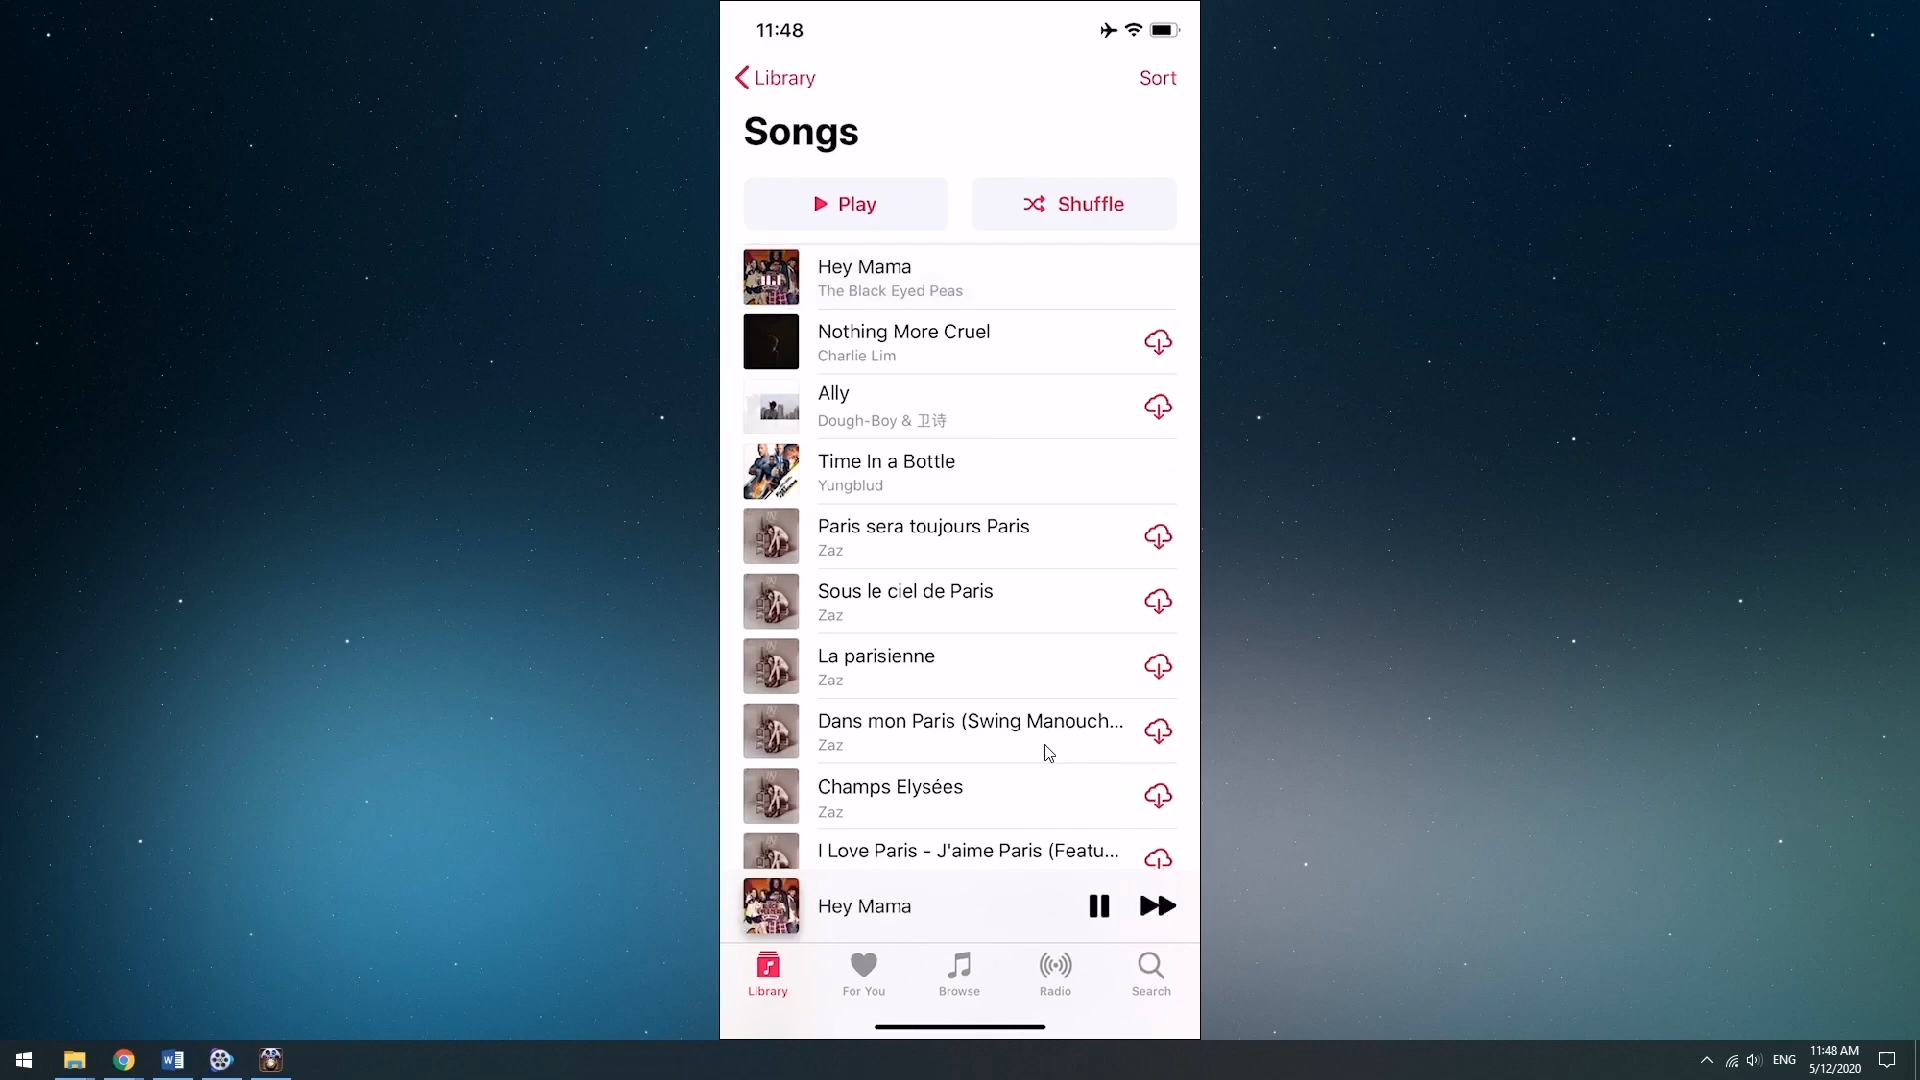 11:48
Library
Sort
Songs
Play
Shuffle
Hey Mama
The Black Eyed Peas
Nothing More Cruel
Charlie Lim
Ally
Dough-Boy & 卫诗
Time In a Bottle
Yungblud
Paris sera toujours Paris
Zaz
Sous le ciel de Paris
Zaz
La parisienne
Zaz
Dans mon Paris (Swing Manouch...
Zaz
Champs Elysées
Zaz
I Love Paris - J'aime Paris (Featu...
Hey Mama
Library
For You
Browse
Radio
Search
ENG
11:48 AM
5/12/2020